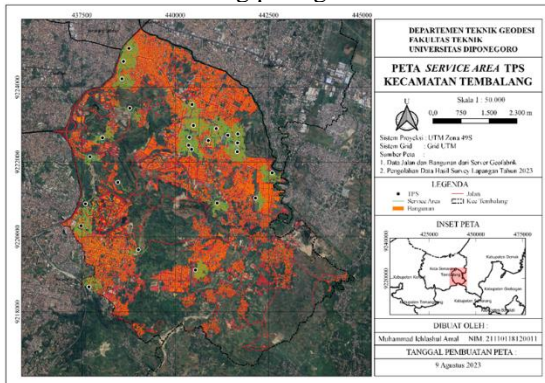 437500 440000 442500 445000
9224000
9222000
9220000
9218000
DEPARTEMEN TEKNIK GEODESI
FAKULTAS TEKNIK
UNIVERSITAS DIPONEGORO
PETA SERVICE AREA TPS
KECAMATAN TEMBALANG
U
Skala 1 : 50.000
0,0 750 1.500 2.300 m
Sistem Proyeksi : UTM Zona 49S
Sistem Grid : Grid UTM
Sumber Peta :
1. Data Jalan dan Bangunan dari Server Geofabrik
2. Pengolahan Data Hasil Survey Lapangan Tahun 2023
LEGENDA
TPS Jalan
Service Area Kec Tembalang
Bangunan
INSET PETA
425000 450000 475000
9240000
9220000
Kota Semarang
Tembalang
Kabupaten Demak
Kabupaten Semarang
DIBUAT OLEH :
Muhammad Ichlashul Amal NIM. 21110118120011
TANGGAL PEMBUATAN PETA :
9 Agustus 2023